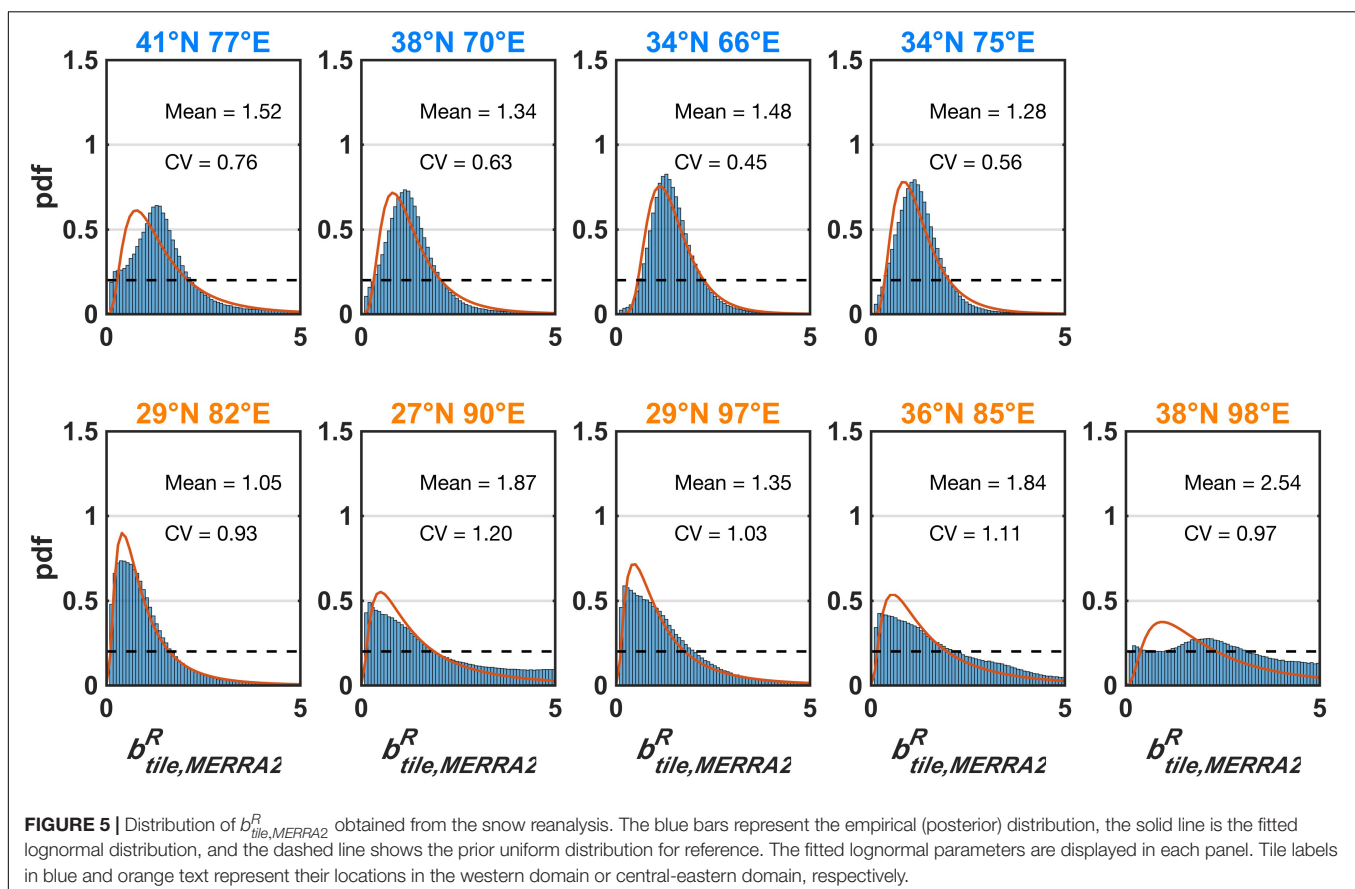 41°N 77°E 38°N 70°E 34°N 66°E 34°N 75°E
1.5 1.5 1.5 1.5
Mean = 1.52 Mean = 1.34 Mean = 1.48 Mean = 1.28
1 1 1 1
CV = 0.76 CV = 0.63 CV = 0.45 CV = 0.56
pdf
0.5 0.5 0.5 0.5
0 0 0 0
0 5 0 5 0 5 0 5
29°N 82°E 27°N 90°E 29°N 97°E 36°N 85°E 38°N 98°E
1.5 1.5 1.5 1.5 1.5
Mean = 1.05 Mean = 1.87 Mean = 1.35 Mean = 1.84 Mean = 2.54
1 1 1 1 1
CV = 0.93 CV = 1.20 CV = 1.03 CV = 1.11 CV = 0.97
pdf
0.5 0.5 0.5 0.5 0.5
0 0 0 0 0
0 5 0 5 0 5 0 5 0 5
b^R_tile,MERRA2 b^R_tile,MERRA2 b^R_tile,MERRA2 b^R_tile,MERRA2 b^R_tile,MERRA2
FIGURE 5 | Distribution of b^R_tile,MERRA2 obtained from the snow reanalysis. The blue bars represent the empirical (posterior) distribution, the solid line is the fitted
lognormal distribution, and the dashed line shows the prior uniform distribution for reference. The fitted lognormal parameters are displayed in each panel. Tile labels
in blue and orange text represent their locations in the western domain or central-eastern domain, respectively.